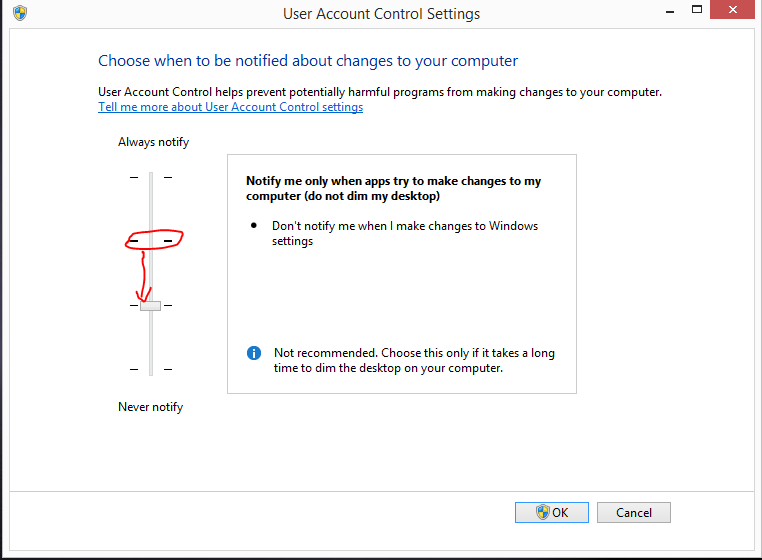 User Account Control Settings
Choose when to be notified about changes to your computer
User Account Control helps prevent potentially harmful programs from making changes to your computer.
Tell me more about User Account Control settings
Always notify
Notify me only when apps try to make changes to my
computer (do not dim my desktop)
Don't notify me when I make changes to Windows
settings
Not recommended. Choose this only if it takes a long
time to dim the desktop on your computer.
Never notify
OK
Cancel